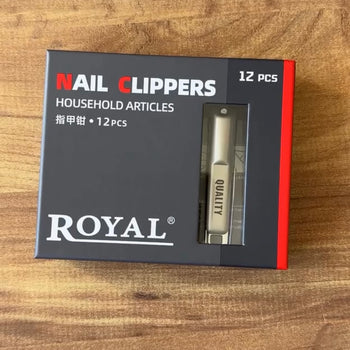 NAIL CLIPPERS
12 PCS
HOUSEHOLD ARTICLES
指甲钳 • 12PCS
QUALITY
ROYAL®